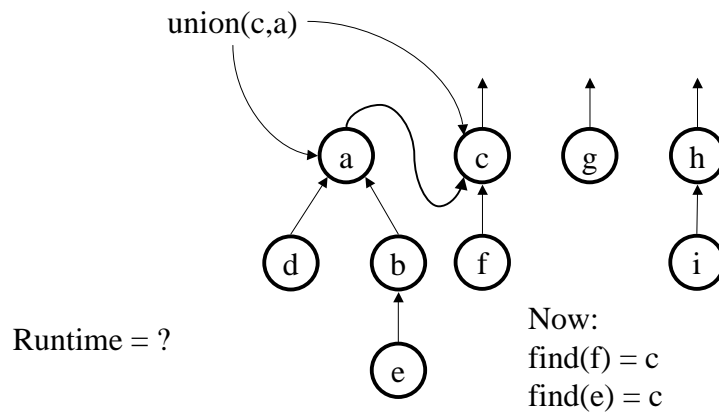 union(c,a)
a
c
g
h
d
b
f
i
e
Runtime = ?
Now:
find(f) = c
find(e) = c